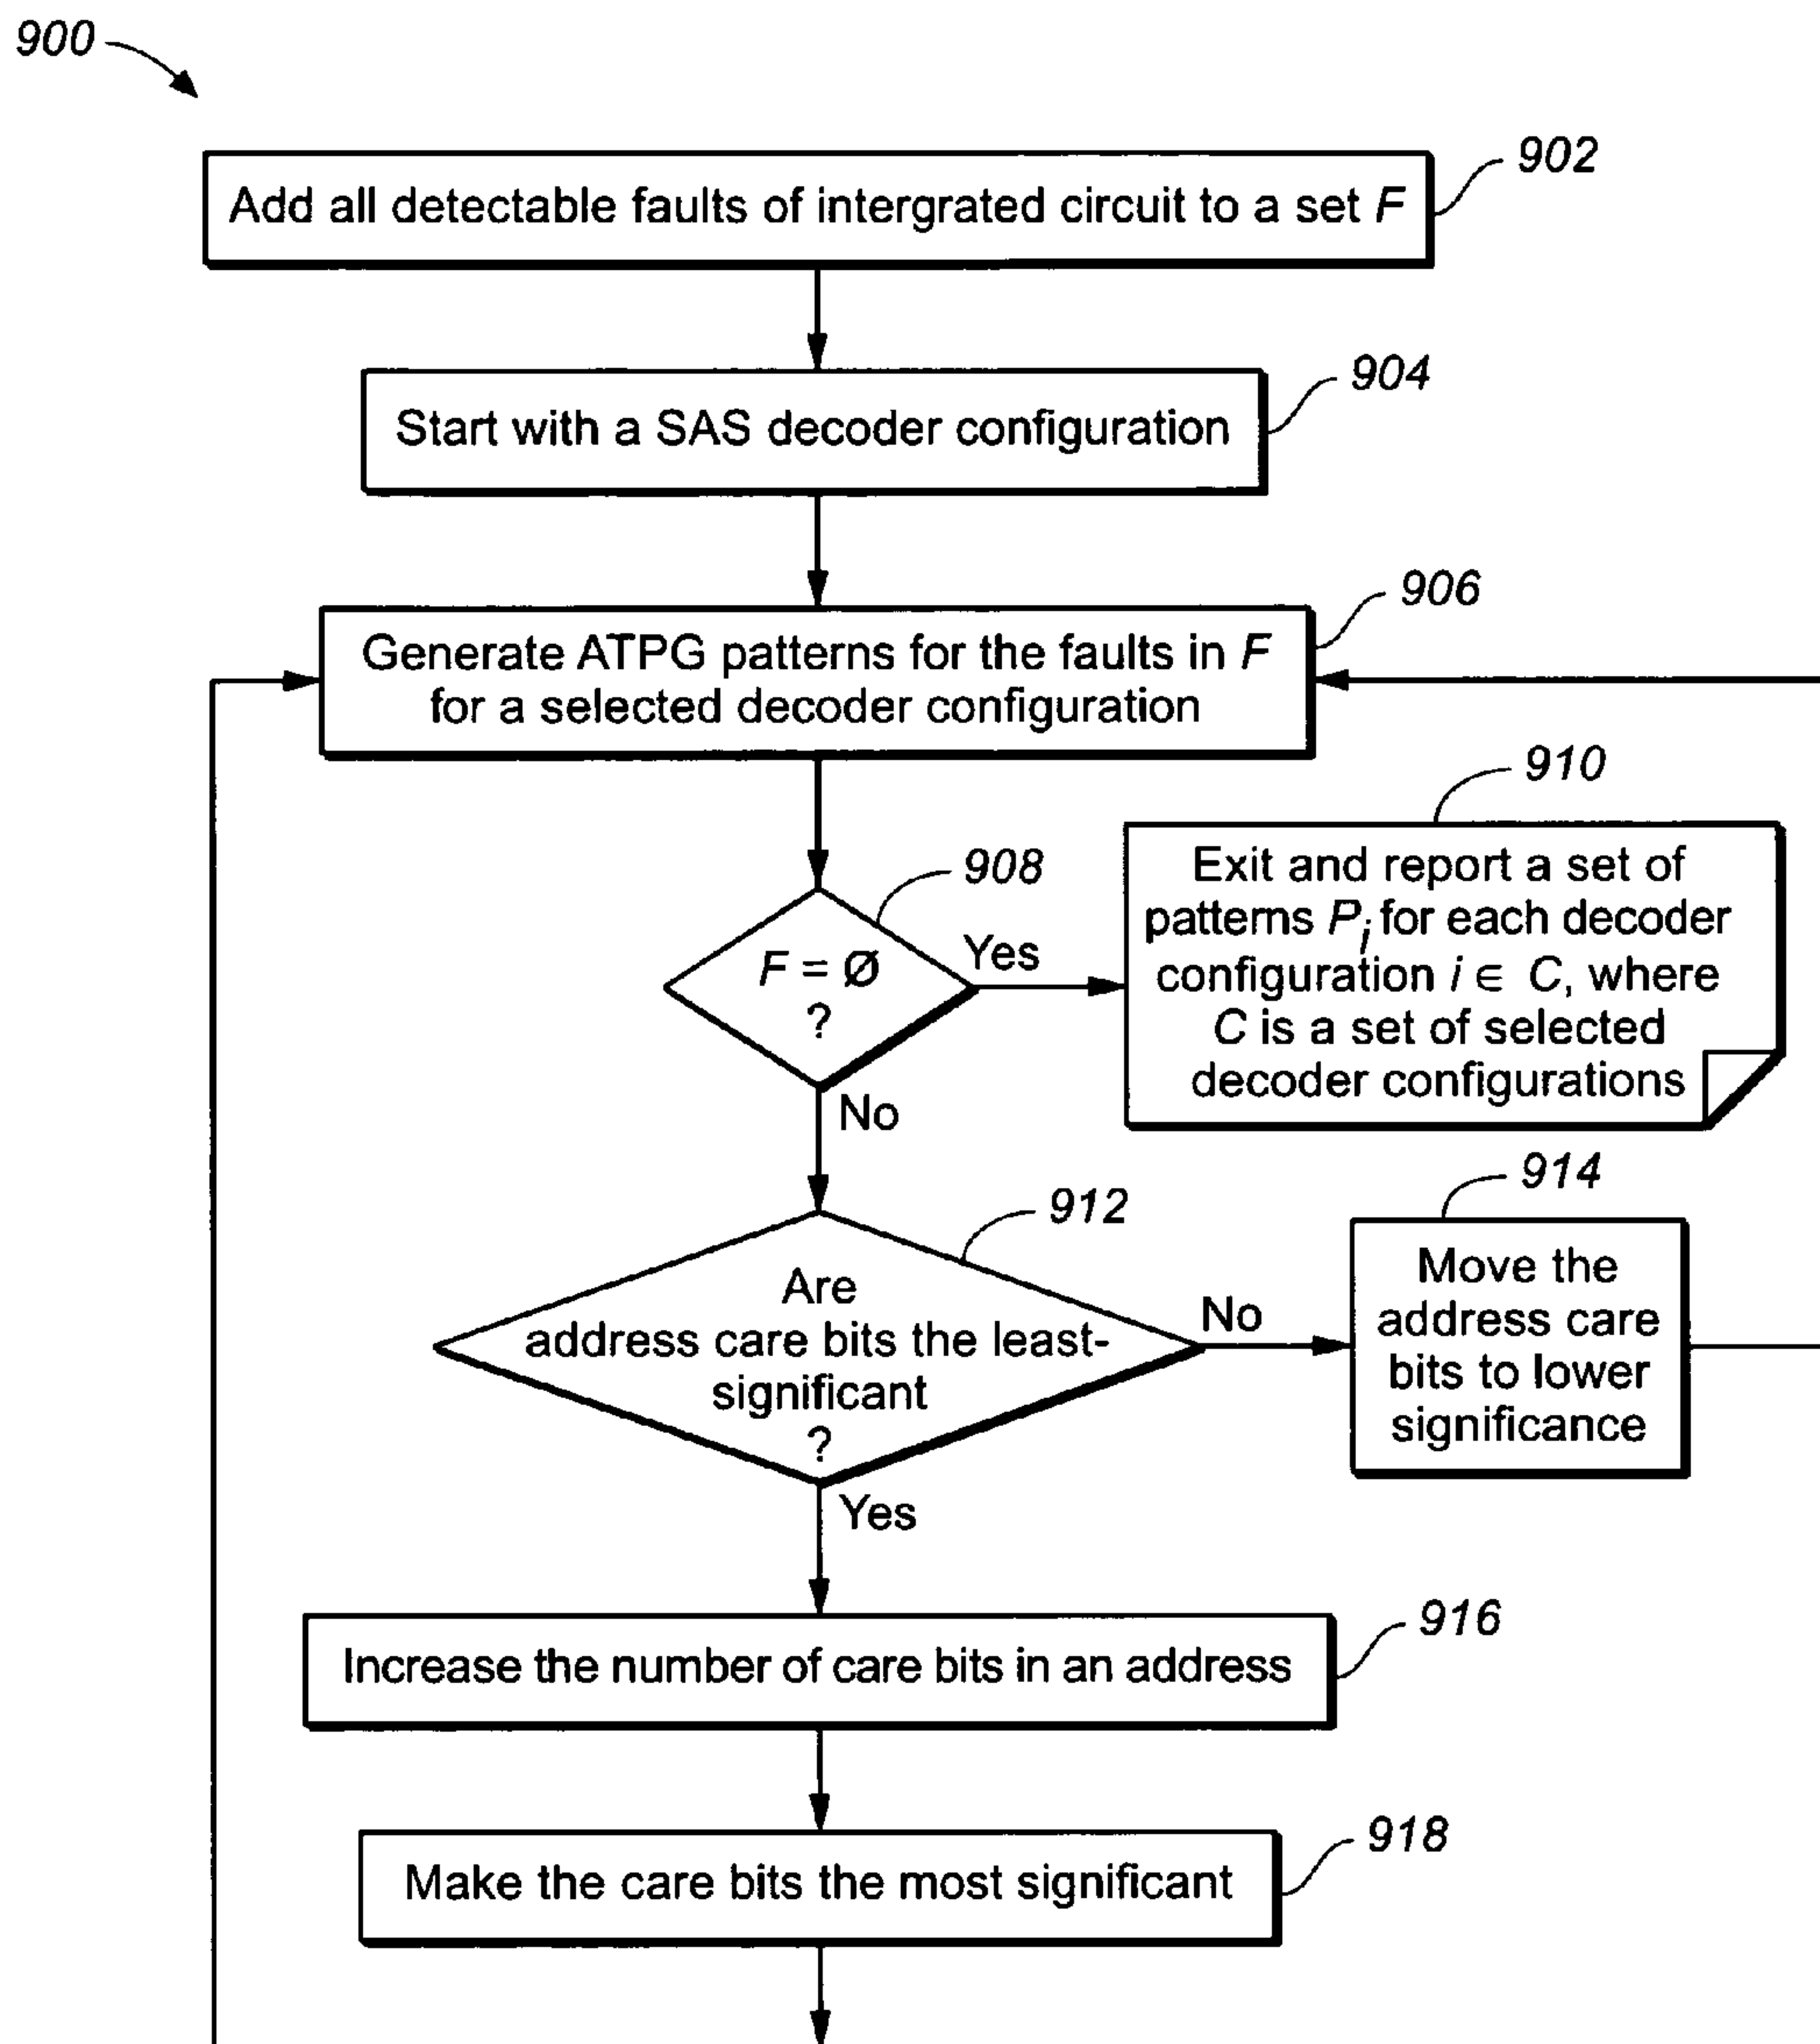 900
902
Add all detectable faults of intergrated circuit to a set F
904
Start with a SAS decoder configuration
906
Generate ATPG patterns for the faults in F
for a selected decoder configuration
908
F = Ø
?
Yes
910
Exit and report a set of
patterns Pi for each decoder
configuration i ∈ C, where
C is a set of selected
decoder configurations
No
912
Are
address care bits the least-
significant
?
No
914
Move the
address care
bits to lower
significance
Yes
916
Increase the number of care bits in an address
918
Make the care bits the most significant